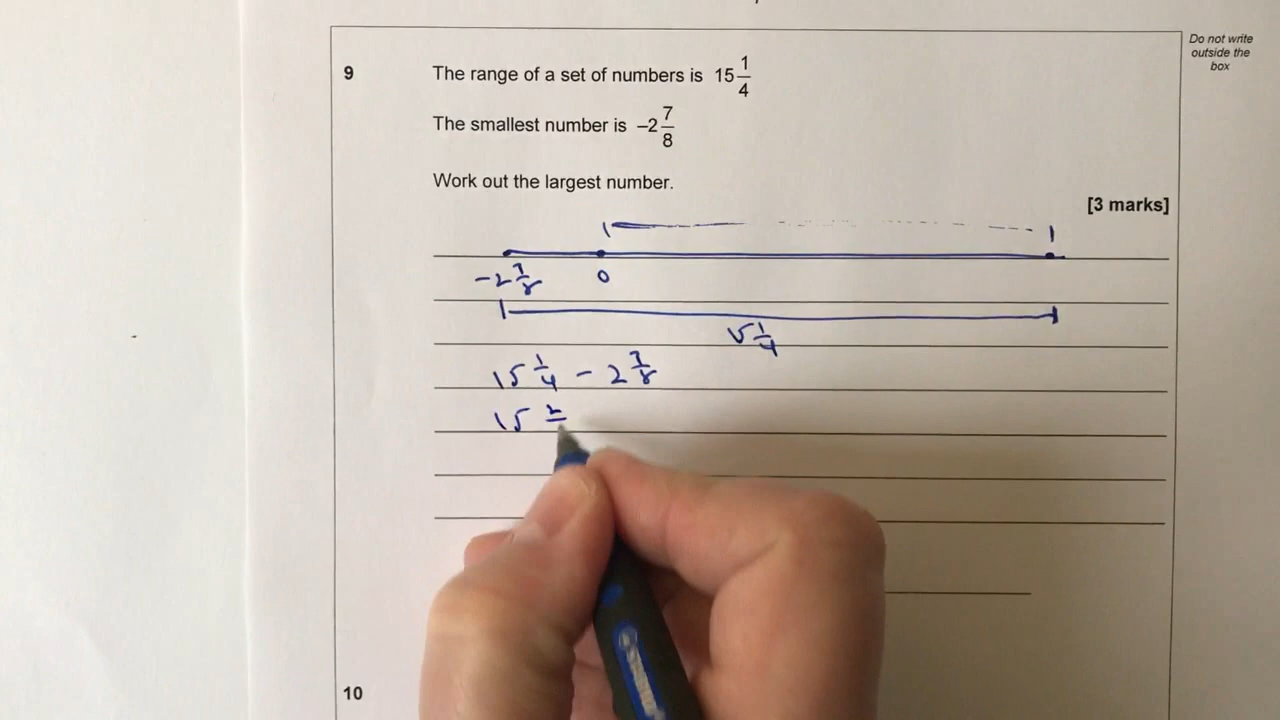 Do not write
outside the
box
9
The range of a set of numbers is 15 1/4
The smallest number is –2 7/8
Work out the largest number.
[3 marks]
−2 7/8 0
15 1/4
15 1/4 − 2 7/8
15 2
10